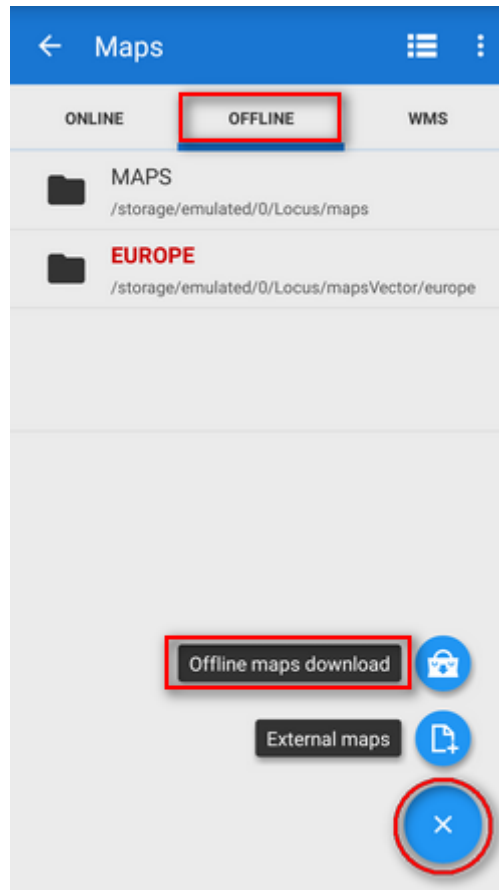 Maps
ONLINE OFFLINE WMS
MAPS
/storage/emulated/0/Locus/maps
EUROPE
/storage/emulated/0/Locus/mapsVector/europe
Offline maps download
External maps